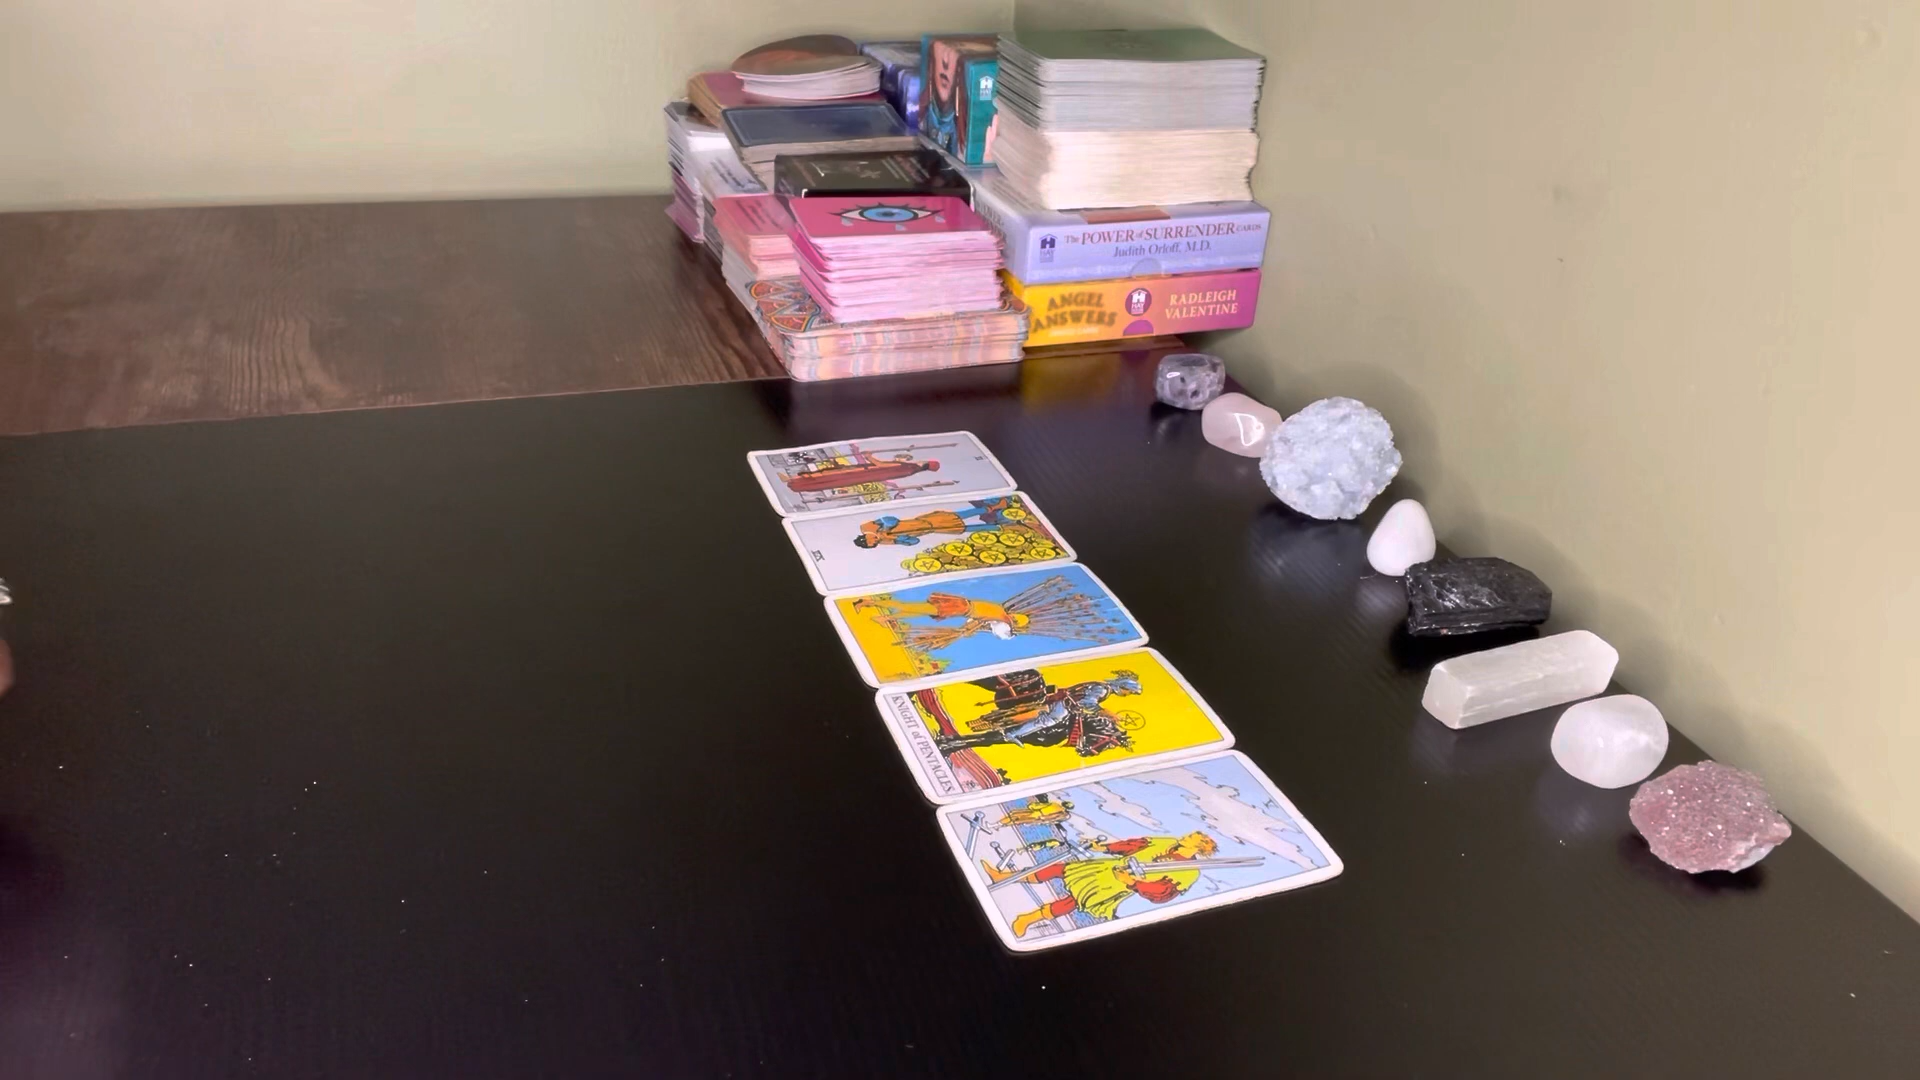 The POWER of SURRENDER CARDS
Judith Orloff, M.D.
ANGEL
ANSWERS
RADLEIGH
VALENTINE
KNIGHT of PENTACLES